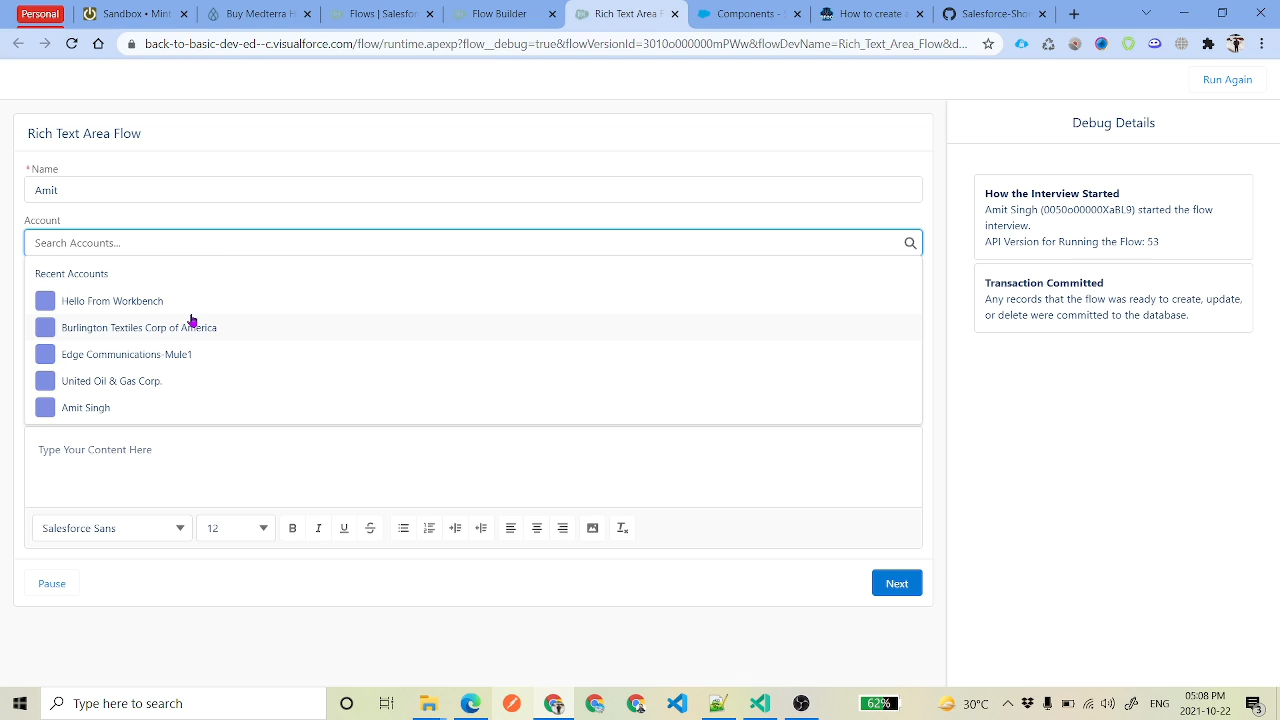 Personal
Sandbox • Mint
Buy Medterra
Flows | Salesfor
Flow Builder
Rich Text Area F
How to create
Salesforce-Shor
back-to-basic-dev-ed--c.visualforce.com/flow/runtime.apexp?flow__debug=true&flowVersionId=3010o000000mPWw&flowDevName=Rich_Text_Area_Flow&d...
Run Again
Rich Text Area Flow
Debug Details
* Name
Amit
Account
Search Accounts...
Recent Accounts
Hello From Workbench
Burlington Textiles Corp of America
Edge Communications-Mule1
United Oil & Gas Corp.
Amit Singh
How the Interview Started
Amit Singh (0050o00000XaBL9) started the flow
interview.
API Version for Running the Flow: 53
Transaction Committed
Any records that the flow was ready to create, update,
or delete were committed to the database.
Type Your Content Here
Salesforce Sans
12
B I U S
Pause
Next
Type here to search
62%
30°C
ENG
05:08 PM
2021-10-22
3